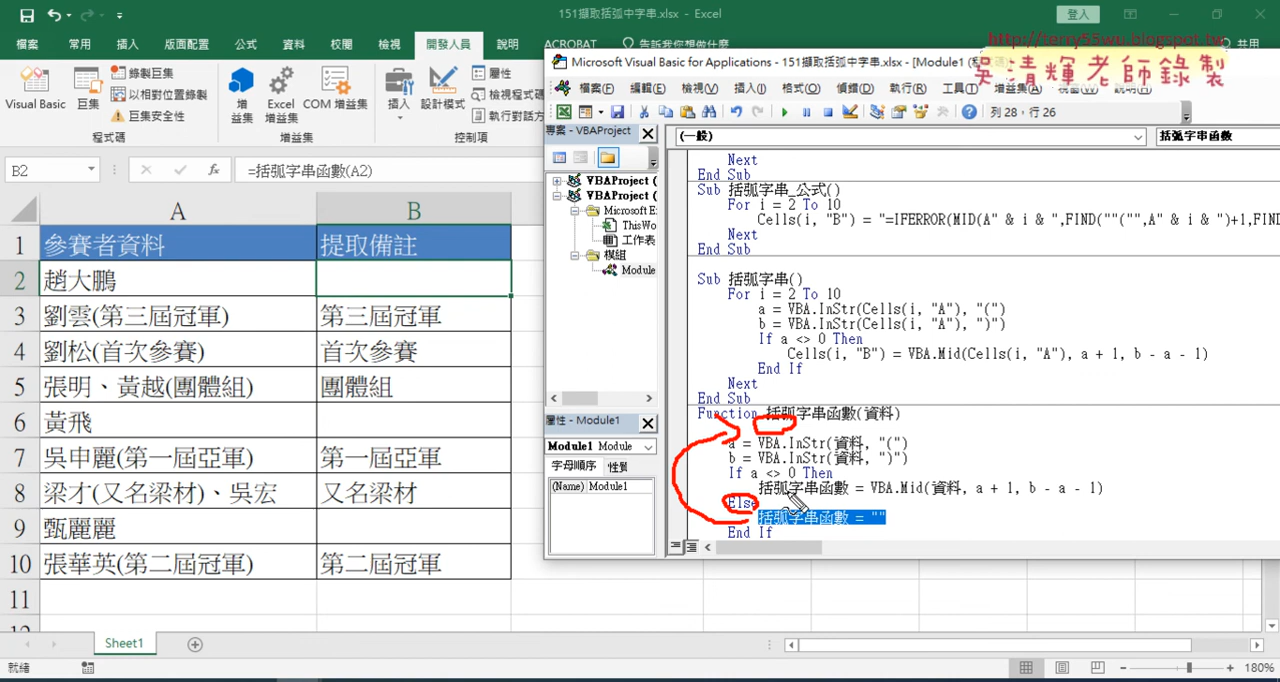 151擷取括弧中字串.xlsx - Excel
登入
檔案 常用 插入 版面配置 公式 資料 校閱 檢視 開發人員 說明 ACROBAT 告訴我您想做什麼 共用
http://terry55wu.blogspot.tw
吳清輝老師錄製
Visual Basic
巨集
錄製巨集
以相對位置錄製
巨集安全性
程式碼
增益集
Excel 增益集
COM 增益集
增益集
插入
設計模式
屬性
檢視程式碼
執行對話方
控制項
B2
fx
=括弧字串函數(A2)
A B
1 參賽者資料 提取備註
2 趙大鵬
3 劉雲(第三屆冠軍) 第三屆冠軍
4 劉松(首次參賽) 首次參賽
5 張明、黃越(團體組) 團體組
6 黃飛
7 吳申麗(第一屆亞軍) 第一屆亞軍
8 梁才(又名梁材)、吳宏 又名梁材
9 甄麗麗
10 張華英(第二屆冠軍) 第二屆冠軍
11
Sheet1
就緒
180%
Microsoft Visual Basic for Applications - 151擷取括弧中字串.xlsx - [Module1 (程
檔案(F) 編輯(E) 檢視(V) 插入(I) 格式(O) 偵錯(D) 執行(R) 工具(T) 增益集(A) 視窗(W) 說明(H)
列 28，行 26
專案 - VBAProject
VBAProject (
VBAProject (
Microsoft E
ThisWo
工作表
模組
Module
屬性 - Module1
Module1 Module
字母順序 性質
(Name) Module1
(一般) 括弧字串函數
Next
End Sub
Sub 括弧字串_公式()
For i = 2 To 10
Cells(i, "B") = "=IFERROR(MID(A" & i & ",FIND(""("",A" & i & ")+1,FIND
Next
End Sub
Sub 括弧字串()
For i = 2 To 10
a = VBA.InStr(Cells(i, "A"), "(")
b = VBA.InStr(Cells(i, "A"), ")")
If a <> 0 Then
Cells(i, "B") = VBA.Mid(Cells(i, "A"), a + 1, b - a - 1)
End If
Next
End Sub
Function 括弧字串函數(資料)
a = VBA.InStr(資料, "(")
b = VBA.InStr(資料, ")")
If a <> 0 Then
括弧字串函數 = VBA.Mid(資料, a + 1, b - a - 1)
Else
括弧字串函數 = ""
End If